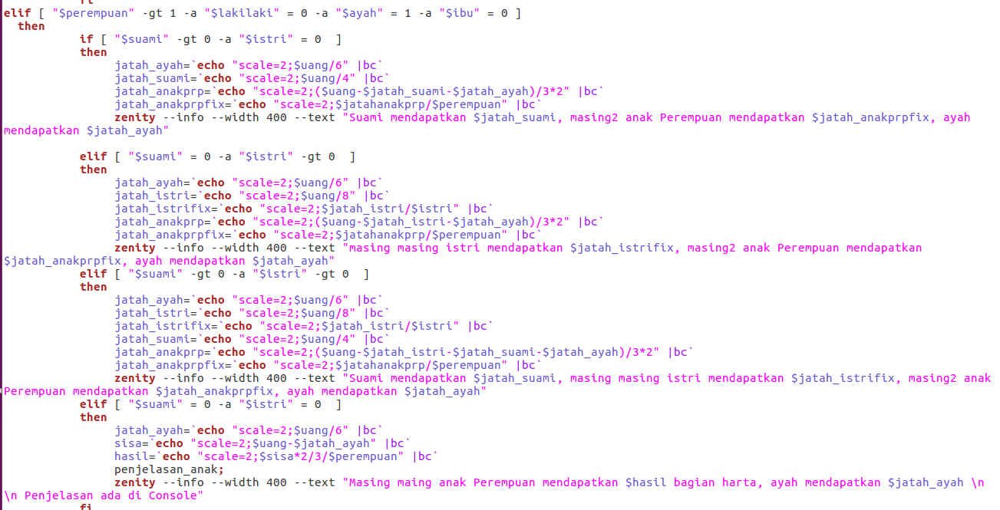 fi
elif [ "$perempuan" -gt 1 -a "$lakilaki" = 0 -a "$ayah" = 1 -a "$ibu" = 0 ]
then
if [ "$suami" -gt 0 -a "$istri" = 0  ]
then
jatah_ayah=`echo "scale=2;$uang/6" |bc`
jatah_suami=`echo "scale=2;$uang/4" |bc`
jatah_anakprp=`echo "scale=2;($uang-$jatah_suami-$jatah_ayah)/3*2" |bc`
jatah_anakprpfix=`echo "scale=2;$jatahanakprp/$perempuan" |bc`
zenity --info --width 400 --text "Suami mendapatkan $jatah_suami, masing2 anak Perempuan mendapatkan $jatah_anakprpfix, ayah
mendapatkan $jatah_ayah"
elif [ "$suami" = 0 -a "$istri" -gt 0  ]
then
jatah_ayah=`echo "scale=2;$uang/6" |bc`
jatah_istri=`echo "scale=2;$uang/8" |bc`
jatah_istrifix=`echo "scale=2;$jatah_istri/$istri" |bc`
jatah_anakprp=`echo "scale=2;($uang-$jatah_istri-$jatah_ayah)/3*2" |bc`
jatah_anakprpfix=`echo "scale=2;$jatahanakprp/$perempuan" |bc`
zenity --info --width 400 --text "masing masing istri mendapatkan $jatah_istrifix, masing2 anak Perempuan mendapatkan
$jatah_anakprpfix, ayah mendapatkan $jatah_ayah"
elif [ "$suami" -gt 0 -a "$istri" -gt 0  ]
then
jatah_ayah=`echo "scale=2;$uang/6" |bc`
jatah_istri=`echo "scale=2;$uang/8" |bc`
jatah_istrifix=`echo "scale=2;$jatah_istri/$istri" |bc`
jatah_suami=`echo "scale=2;$uang/4" |bc`
jatah_anakprp=`echo "scale=2;($uang-$jatah_istri-$jatah_suami-$jatah_ayah)/3*2" |bc`
jatah_anakprpfix=`echo "scale=2;$jatahanakprp/$perempuan" |bc`
zenity --info --width 400 --text "Suami mendapatkan $jatah_suami, masing masing istri mendapatkan $jatah_istrifix, masing2 anak
Perempuan mendapatkan $jatah_anakprpfix, ayah mendapatkan $jatah_ayah"
elif [ "$suami" = 0 -a "$istri" = 0  ]
then
jatah_ayah=`echo "scale=2;$uang/6" |bc`
sisa=`echo "scale=2;$uang-$jatah_ayah" |bc`
hasil=`echo "scale=2;$sisa*2/3/$perempuan" |bc`
penjelasan_anak;
zenity --info --width 400 --text "Masing maing anak Perempuan mendapatkan $hasil bagian harta, ayah mendapatkan $jatah_ayah \n
\n Penjelasan ada di Console"
fi